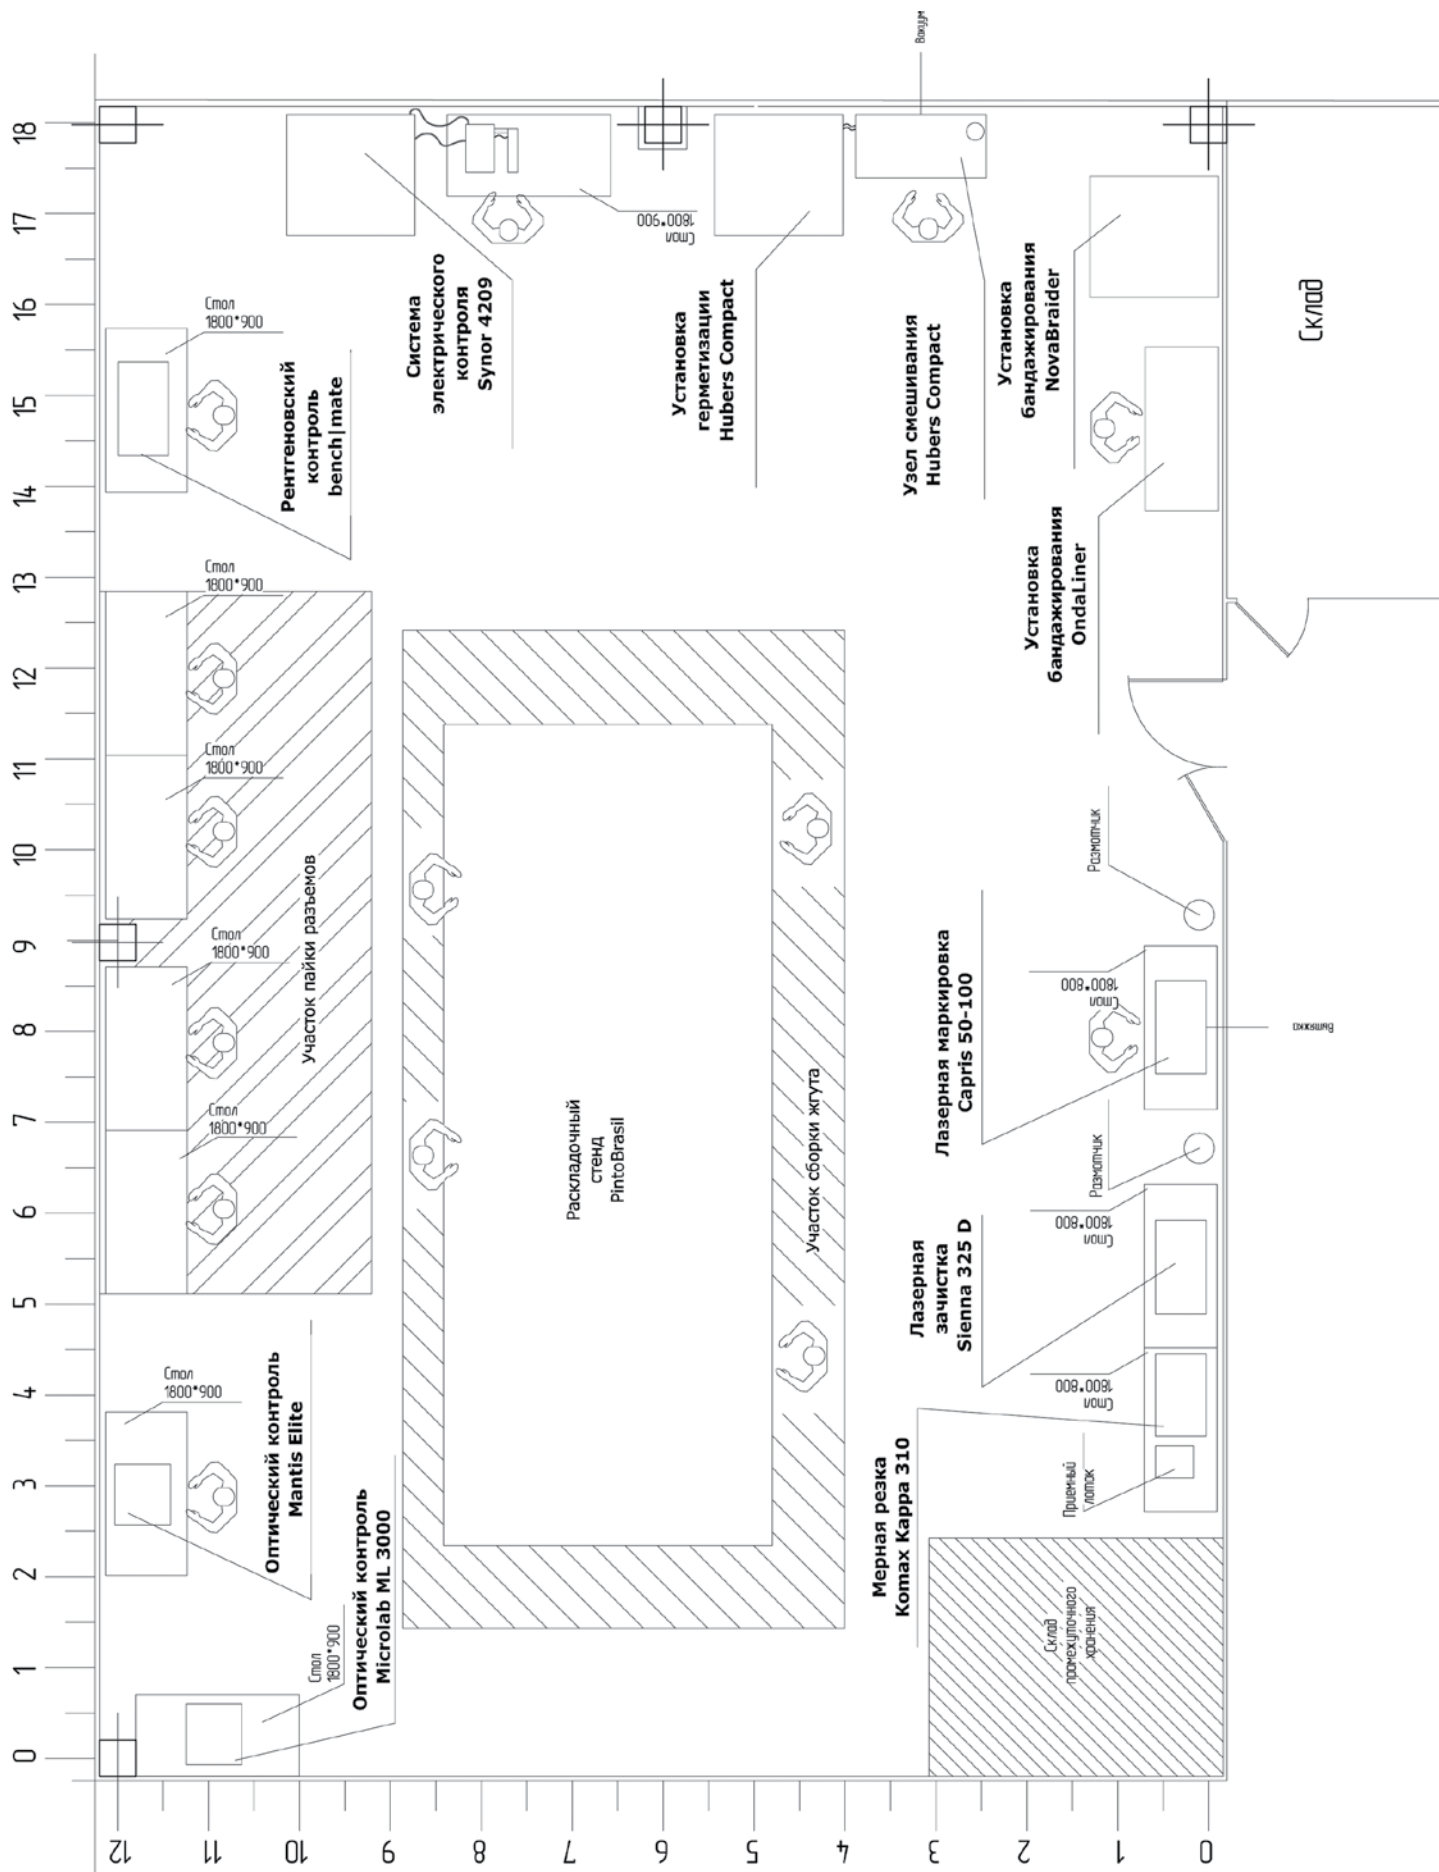 0
1
2
3
4
5
6
7
8
9
10
11
12
13
14
15
16
17
18
12
11
10
9
8
7
6
5
4
3
2
1
0
Стол
1800*900
Оптический контроль
Microlab ML 3000
Стол
1800*900
Оптический контроль
Mantis Elite
Стол
1800*900
Стол
1800*900
Стол
1800*900
Стол
1800*900
Участок пайки разъемов
Стол
1800*900
Рентгеновский
контроль
bench|mate
Система
электрического
контроля
Synor 4209
Стол
1800*900
Раскладочный
стенд
PintoBrasil
Участок сборки жгута
Установка
герметизации
Hubers Compact
Узел смешивания
Hubers Compact
Вакуум
Мерная резка
Komax Kappa 310
Лазерная
зачистка
Sienna 325 D
Лазерная маркировка
Capris 50-100
Установка
бандажирования
OndaLiner
Установка
бандажирования
NovaBraider
Склад
промежуточного
хранения
Приемный
лоток
Стол
1800*800
Стол
1800*800
Размотчик
Стол
1800*800
Размотчик
Вытяжка
Склад